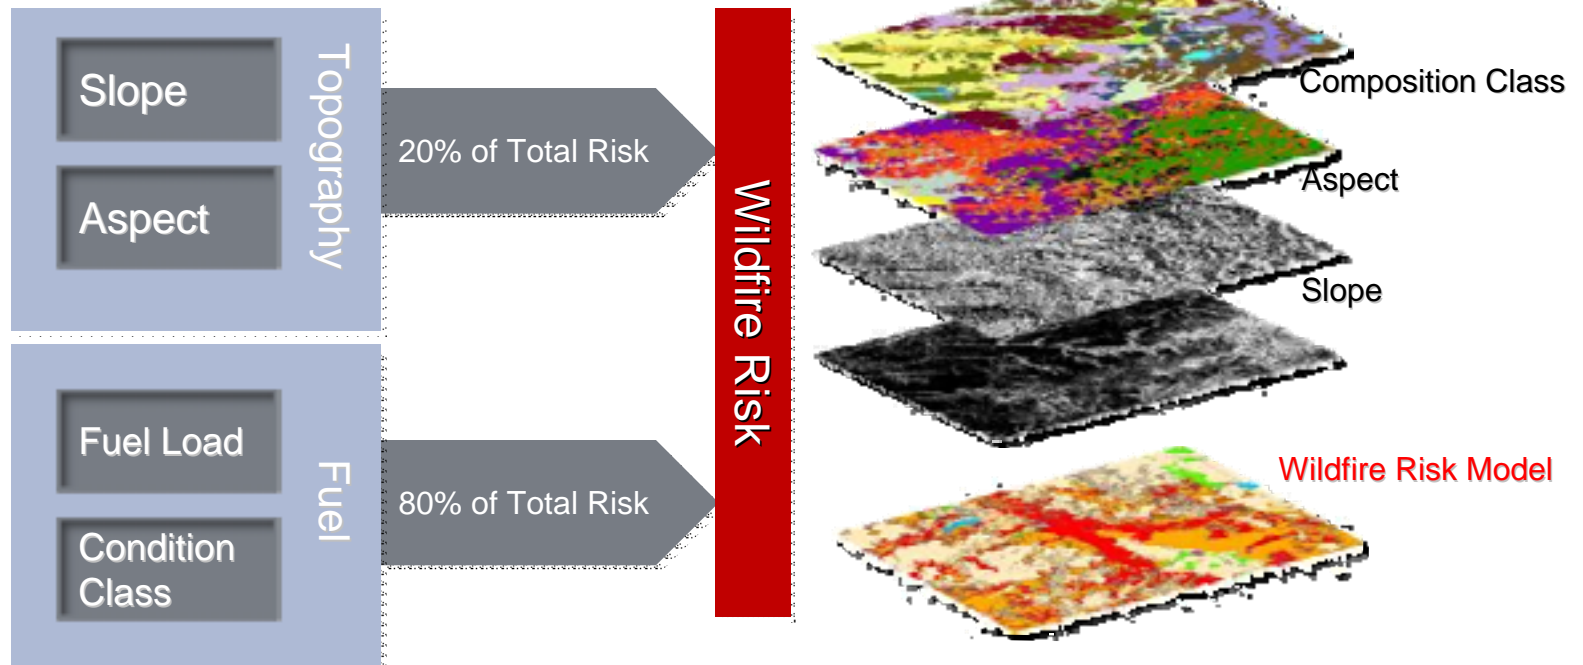 Slope
Aspect
Topography
20% of Total Risk
Fuel Load
Condition
Class
Fuel
80% of Total Risk
Wildfire Risk
Composition Class
Aspect
Slope
Wildfire Risk Model